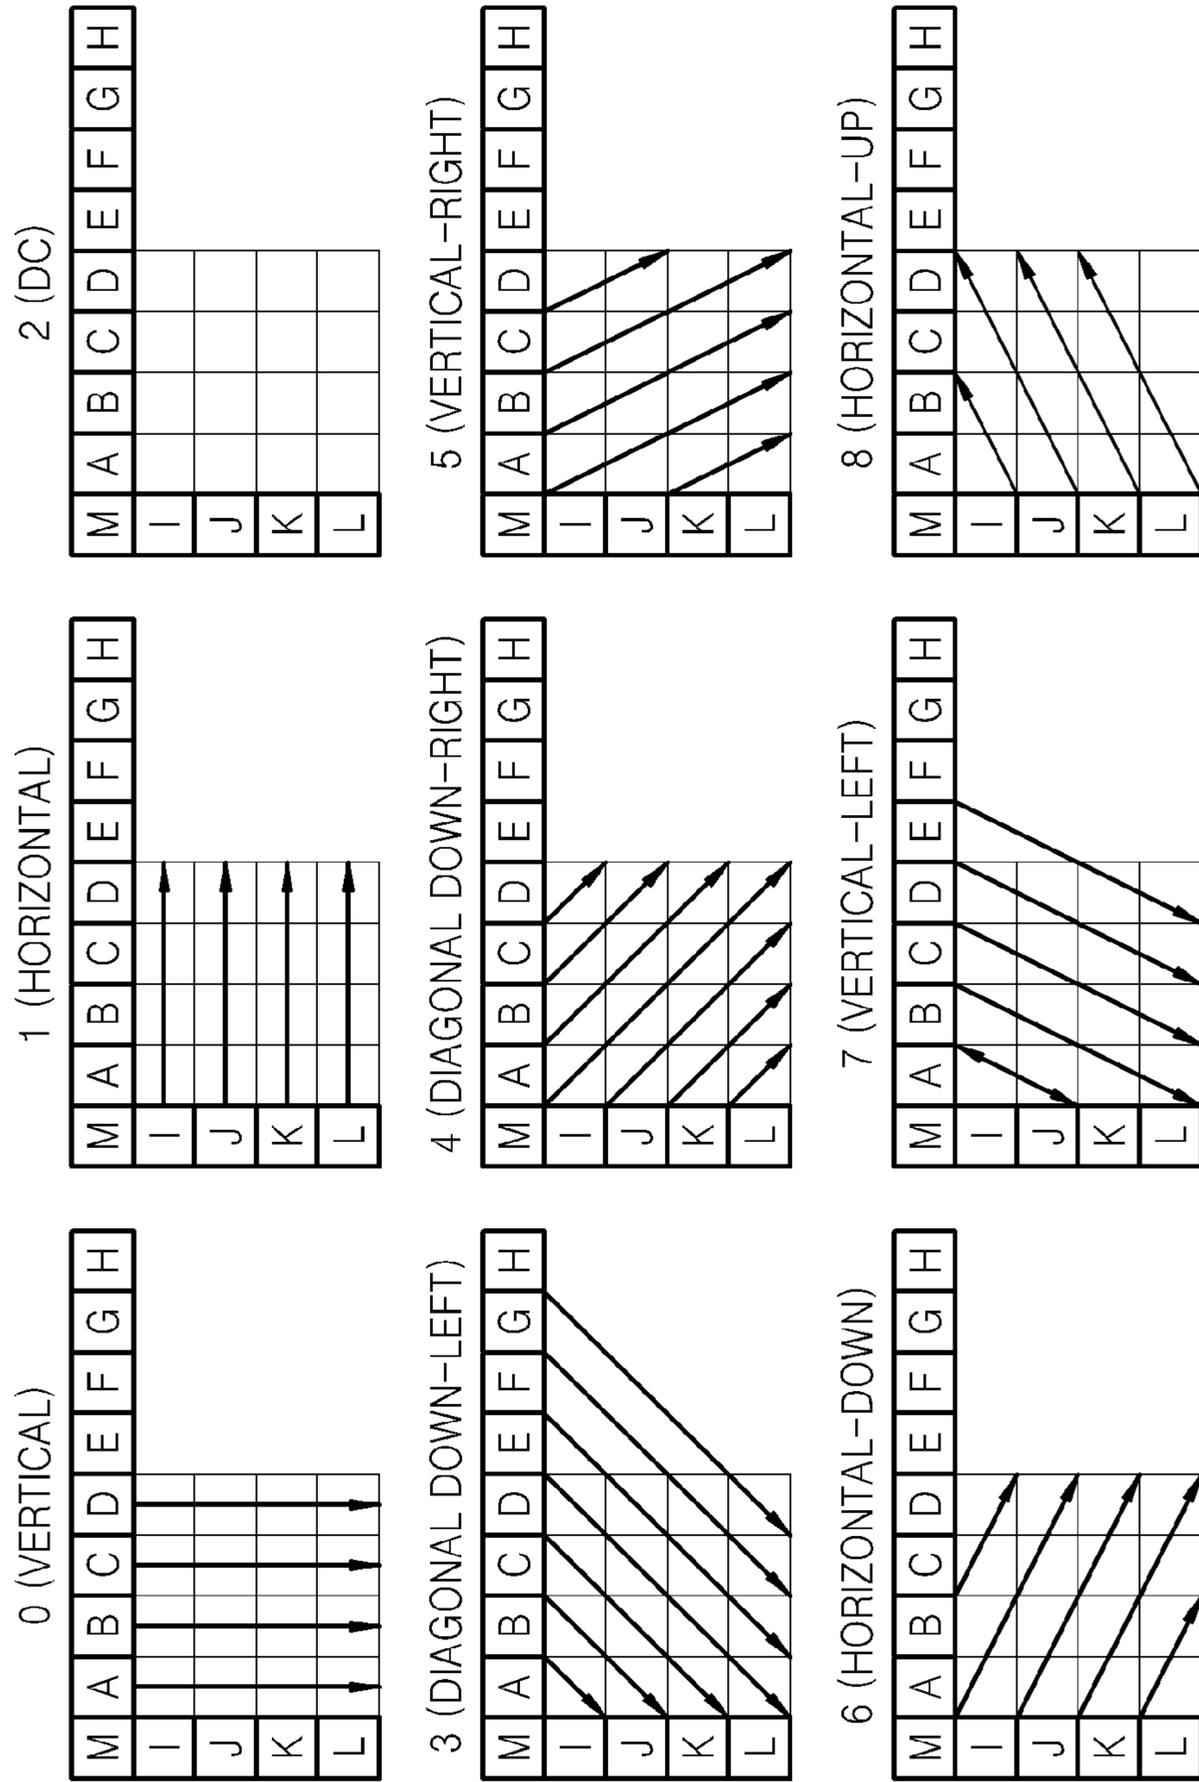 0 (VERTICAL)
M A B C D E F G H
I
J
K
L
1 (HORIZONTAL)
M A B C D E F G H
I
J
K
L
2 (DC)
M A B C D E F G H
I
J
K
L
3 (DIAGONAL DOWN-LEFT)
M A B C D E F G H
I
J
K
L
4 (DIAGONAL DOWN-RIGHT)
M A B C D E F G H
I
J
K
L
5 (VERTICAL-RIGHT)
M A B C D E F G H
I
J
K
L
6 (HORIZONTAL-DOWN)
M A B C D E F G H
I
J
K
L
7 (VERTICAL-LEFT)
M A B C D E F G H
I
J
K
L
8 (HORIZONTAL-UP)
M A B C D E F G H
I
J
K
L